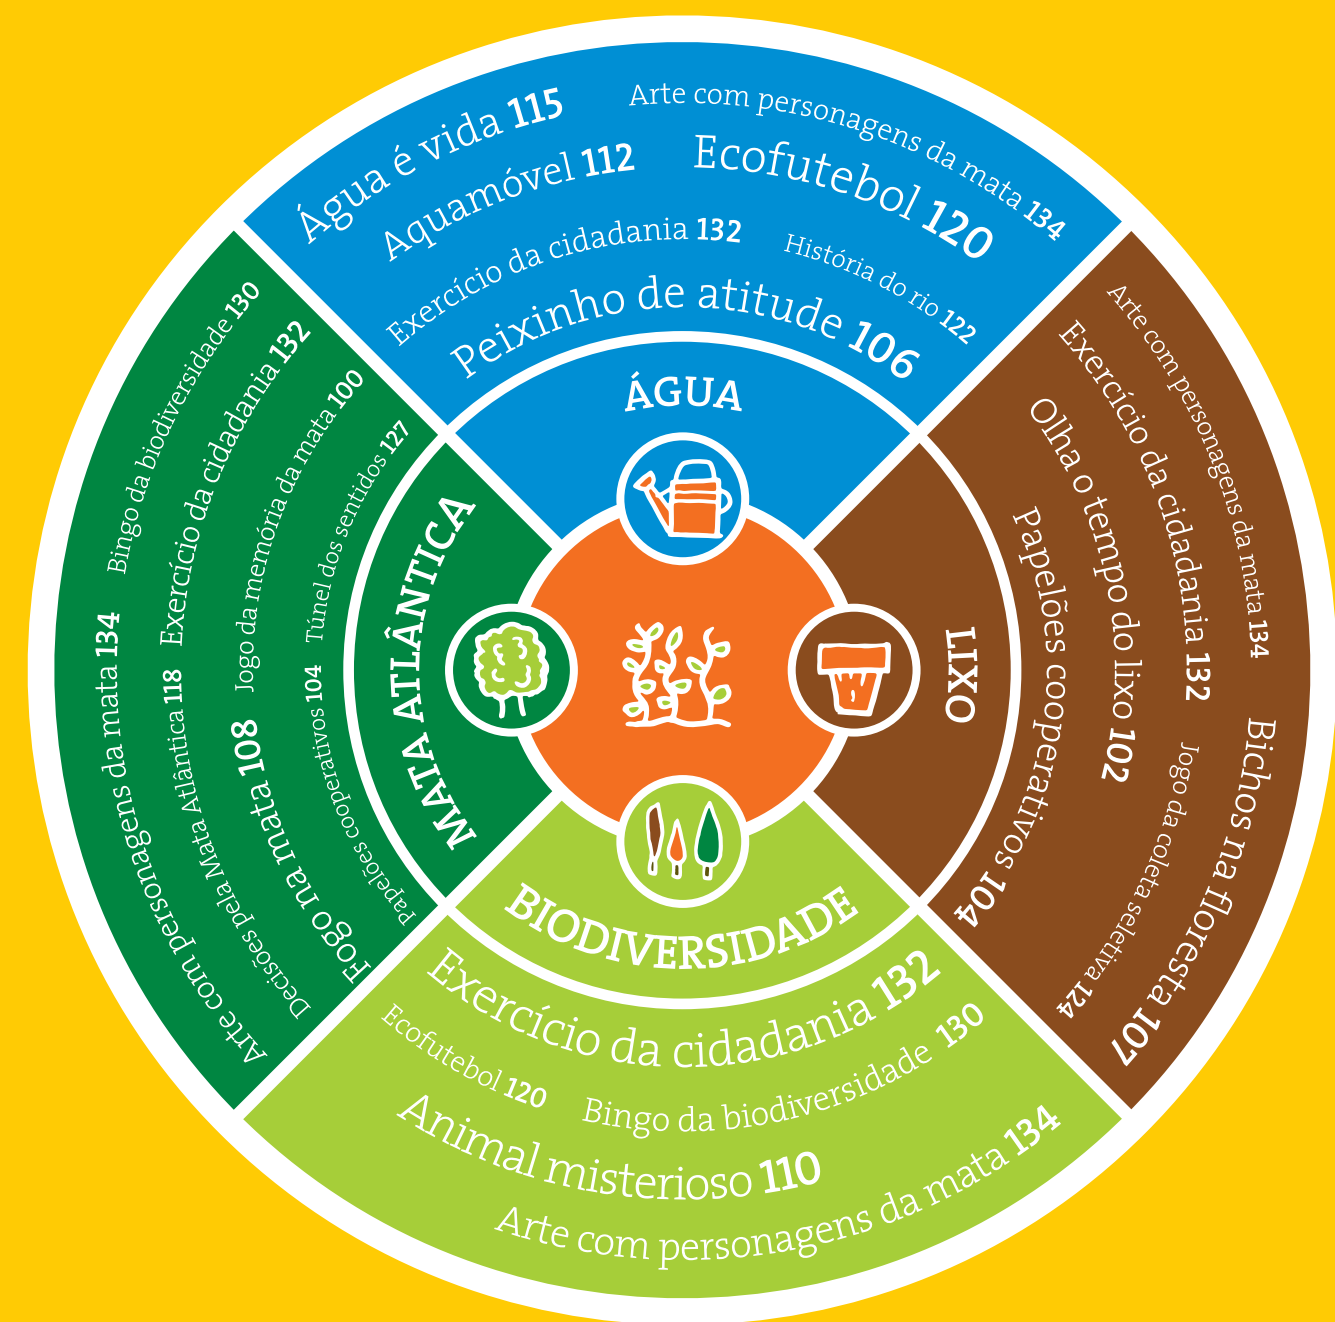 Água é vida 115
Arte com personagens da mata 134
Aquamóvel 112
Ecofutebol 120
Exercício da cidadania 132
História do rio 122
Peixinho de atitude 106
ÁGUA
Arte com personagens da mata 134
Bichos na floresta 107
Exercício da cidadania 132
Jogo da coleta seletiva 124
Olha o tempo do lixo 102
Papelões cooperativos 104
LIXO
BIODIVERSIDADE
Exercício da cidadania 132
Ecofutebol 120
Bingo da biodiversidade 130
Animal misterioso 110
Arte com personagens da mata 134
Arte com personagens da mata 134
Bingo da biodiversidade 130
Decisões pela Mata Atlântica 118
Exercício da cidadania 132
Fogo na mata 108
Jogo da memória da mata 100
Papelões cooperativos 104
Túnel dos sentidos 127
MATA ATLÂNTICA